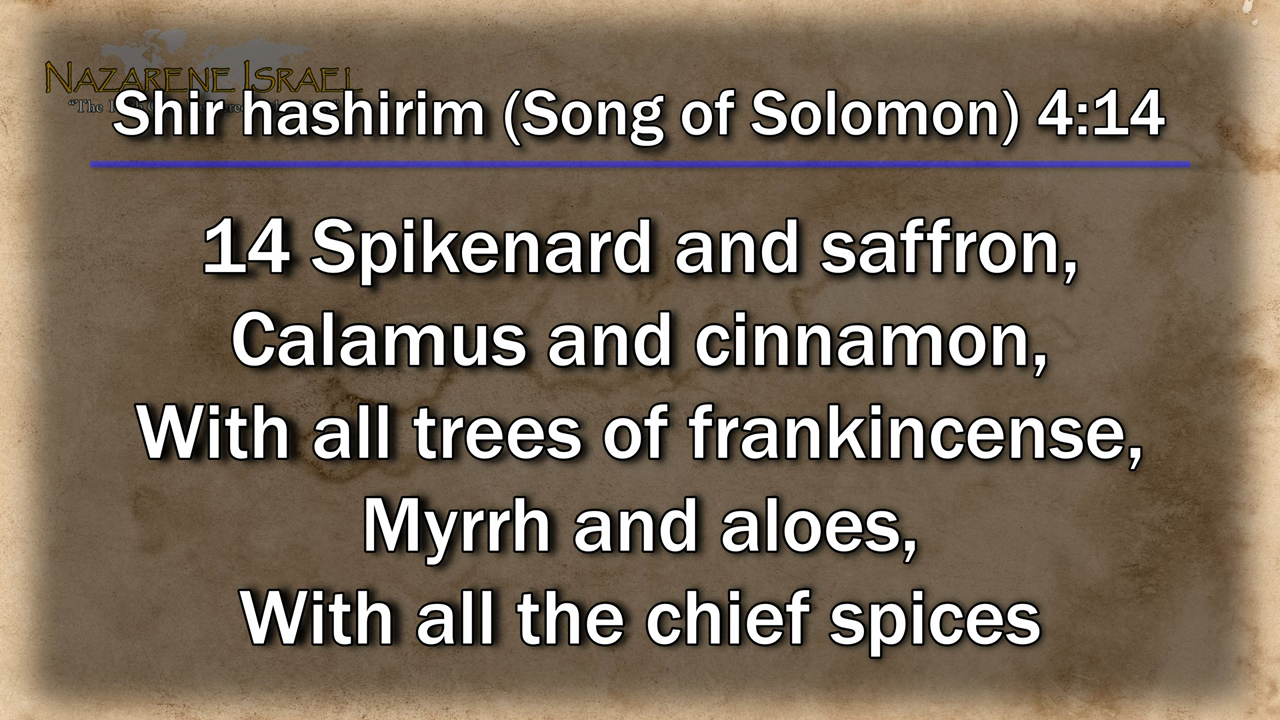 NAZARENE ISRAEL
"The
Shir hashirim (Song of Solomon) 4:14
14 Spikenard and saffron,
Calamus and cinnamon,
With all trees of frankincense,
Myrrh and aloes,
With all the chief spices